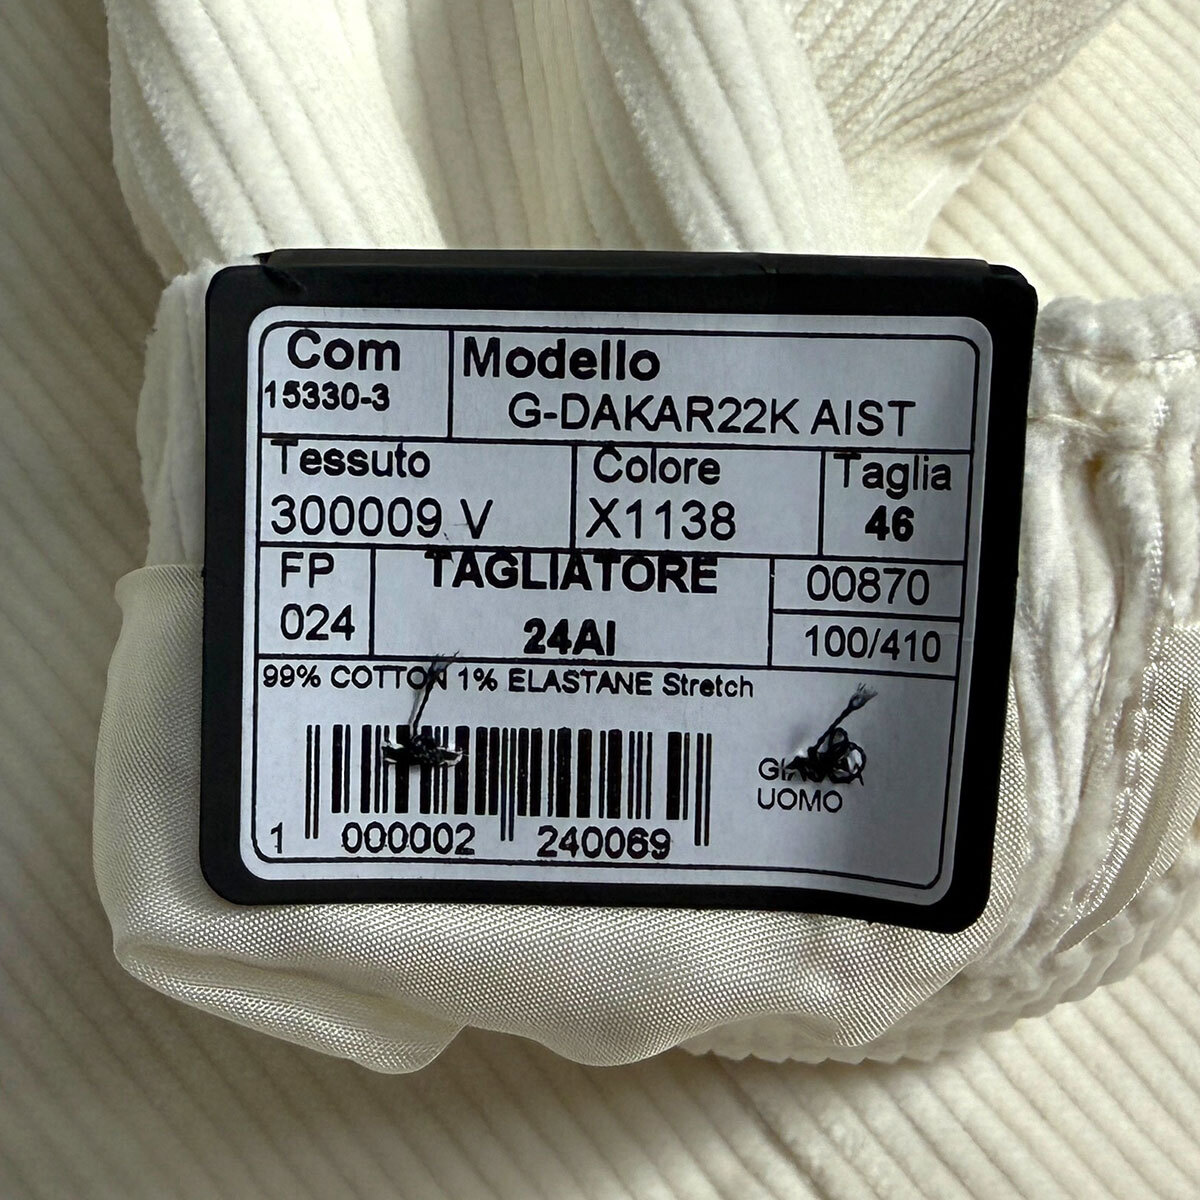 Com
15330-3
Modello
G-DAKAR22K AIST
Tessuto
300009 V
Colore
X1138
Taglia
46
FP
024
TAGLIATORE
24AI
00870
100/410
99% COTTON 1% ELASTANE Stretch
1 000002 240069
UOMO